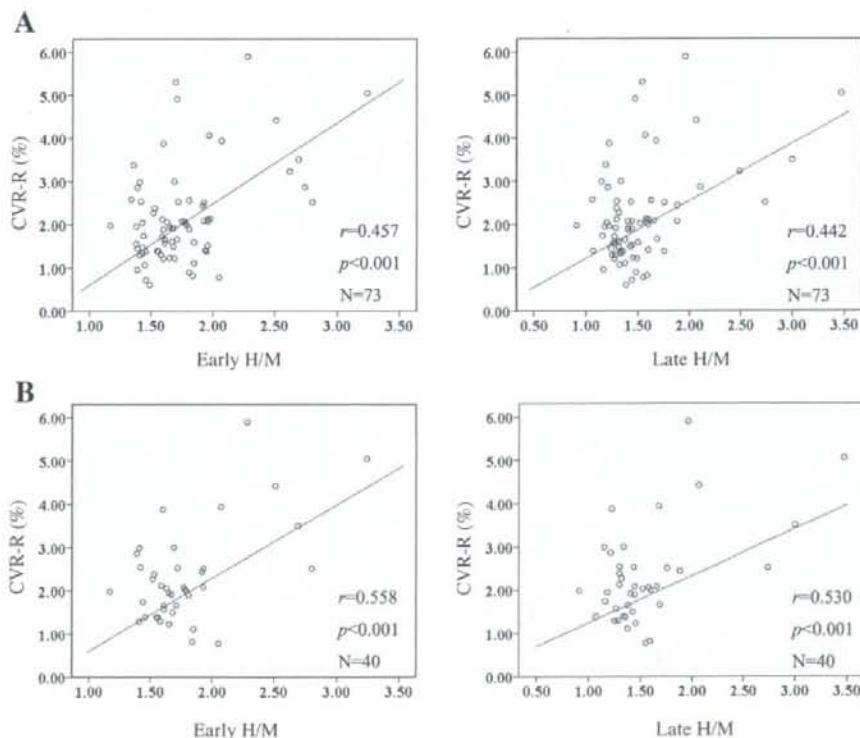 A
CVR-R (%)
6.00
5.00
4.00
3.00
2.00
1.00
0.00
r=0.457
p<0.001
N=73
1.00 1.50 2.00 2.50 3.00 3.50
Early H/M
CVR-R (%)
6.00
5.00
4.00
3.00
2.00
1.00
0.00
r=0.442
p<0.001
N=73
0.50 1.00 1.50 2.00 2.50 3.00 3.50
Late H/M
B
CVR-R (%)
6.00
5.00
4.00
3.00
2.00
1.00
0.00
r=0.558
p<0.001
N=40
1.00 1.50 2.00 2.50 3.00 3.50
Early H/M
CVR-R (%)
6.00
5.00
4.00
3.00
2.00
1.00
0.00
r=0.530
p<0.001
N=40
0.50 1.00 1.50 2.00 2.50 3.00 3.50
Late H/M